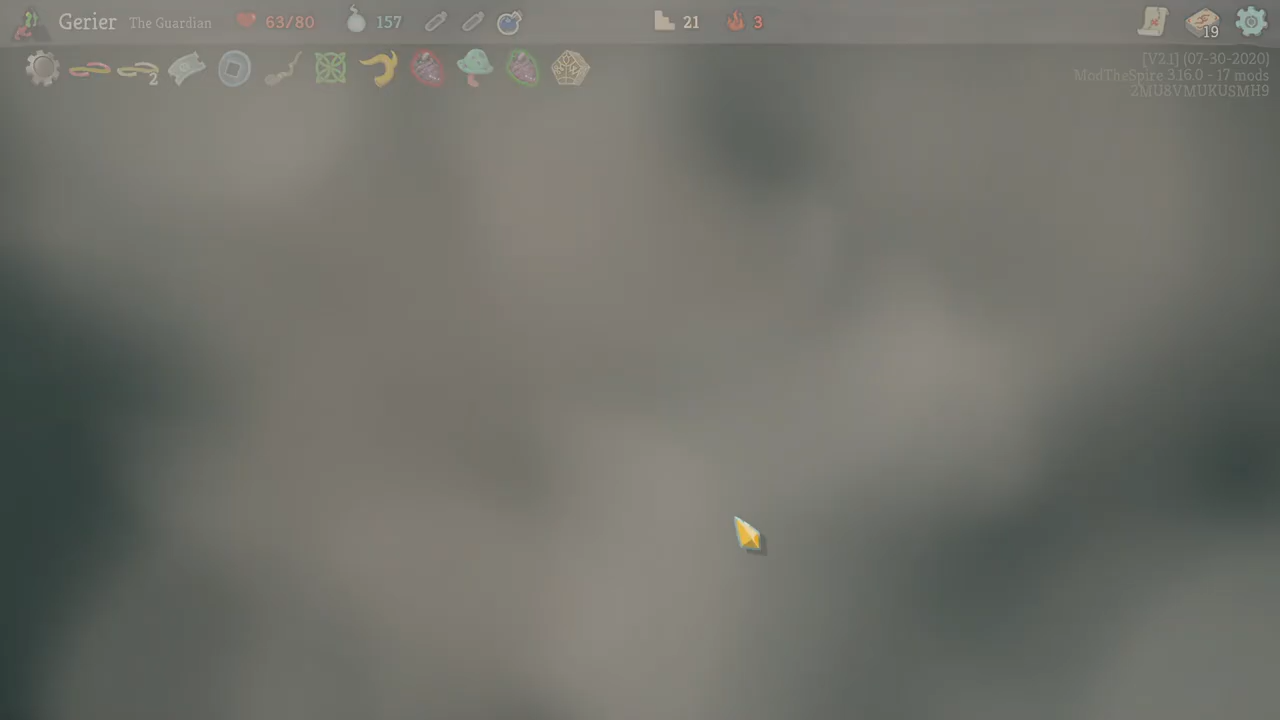 Gerier The Guardian 63/80 157 21 3 19
2
[V2.1] (07-30-2020)
ModTheSpire 3.16.0 - 17 mods
2MU8VMUKUSMH9